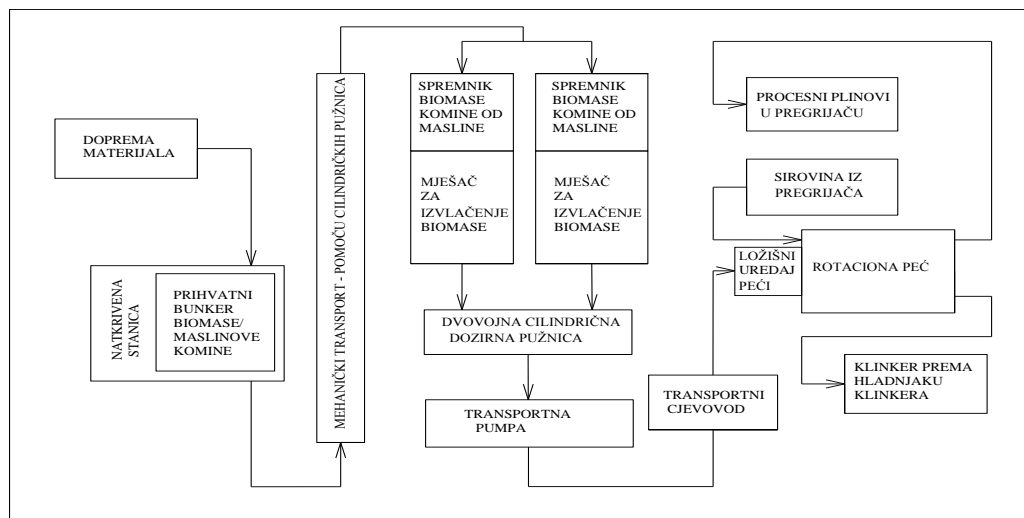 DOPREMA
MATERIJALA
NATKRIVENA
STANICA
PRIHVATNI
BUNKER
BIOMASE/
MASLINOVE
KOMINE
MEHANIČKI TRANSPORT - POMOĆU CILINDRIČKIH PUŽNICA
SPREMNIK
BIOMASE
KOMINE OD
MASLINE
MJEŠAČ
ZA
IZVLAČENJE
BIOMASE
SPREMNIK
BIOMASE
KOMINE OD
MASLINE
MJEŠAČ
ZA
IZVLAČENJE
BIOMASE
DVOVOJNA CILINDRIČNA
DOZIRNA PUŽNICA
TRANSPORTNA
PUMPA
TRANSPORTNI
CJEVOVOD
LOŽIŠNI
UREDAJ
PEĆI
ROTACIONA PEĆ
PROCESNI PLINOVI
U PREGRIJAČU
SIROVINA IZ
PREGRIJAČA
KLINKER PREMA
HLADNJAKU
KLINKERA